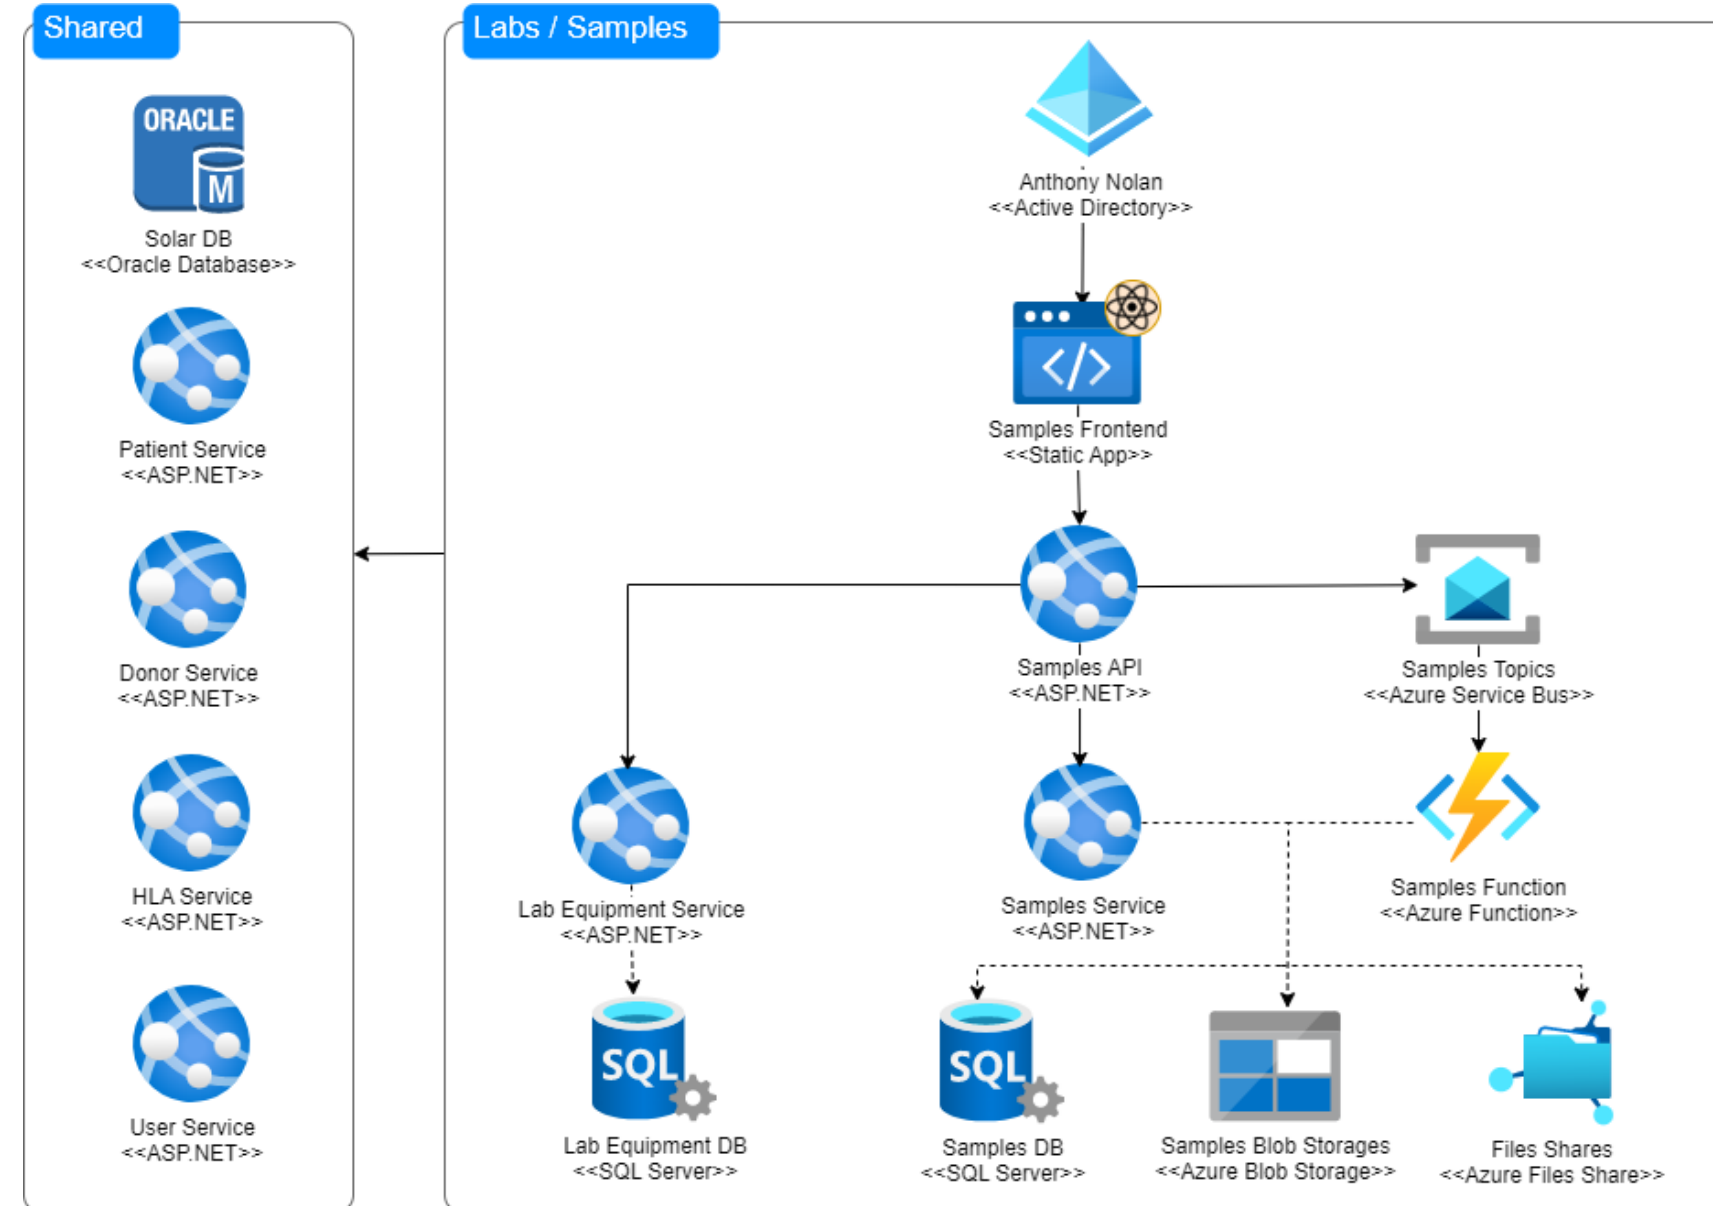 Shared
ORACLE
M
Solar DB
<<Oracle Database>>
Patient Service
<<ASP.NET>>
Donor Service
<<ASP.NET>>
HLA Service
<<ASP.NET>>
User Service
<<ASP.NET>>
Labs / Samples
Anthony Nolan
<<Active Directory>>
Samples Frontend
<<Static App>>
Samples API
<<ASP.NET>>
Samples Topics
<<Azure Service Bus>>
Lab Equipment Service
<<ASP.NET>>
Samples Service
<<ASP.NET>>
Samples Function
<<Azure Function>>
SQL
Lab Equipment DB
<<SQL Server>>
SQL
Samples DB
<<SQL Server>>
Samples Blob Storages
<<Azure Blob Storage>>
Files Shares
<<Azure Files Share>>